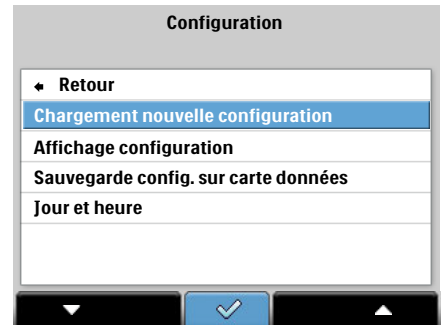 Configuration
Retour
Chargement nouvelle configuration
Affichage configuration
Sauvegarde config. sur carte données
Jour et heure